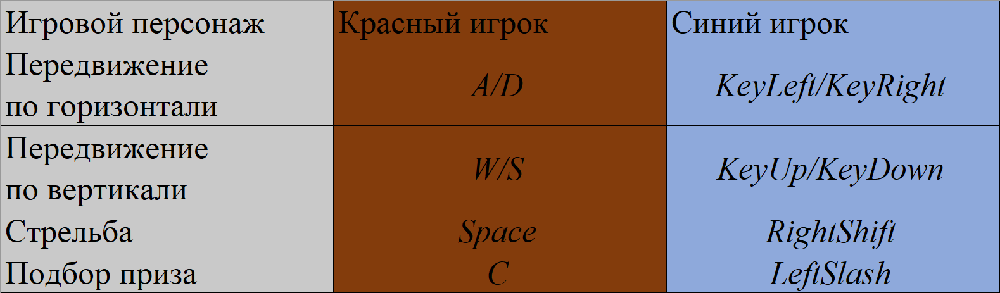 Игровой персонаж Красный игрок Синий игрок
Передвижение
по горизонтали A/D KeyLeft/KeyRight
Передвижение
по вертикали W/S KeyUp/KeyDown
Стрельба Space RightShift
Подбор приза C LeftSlash